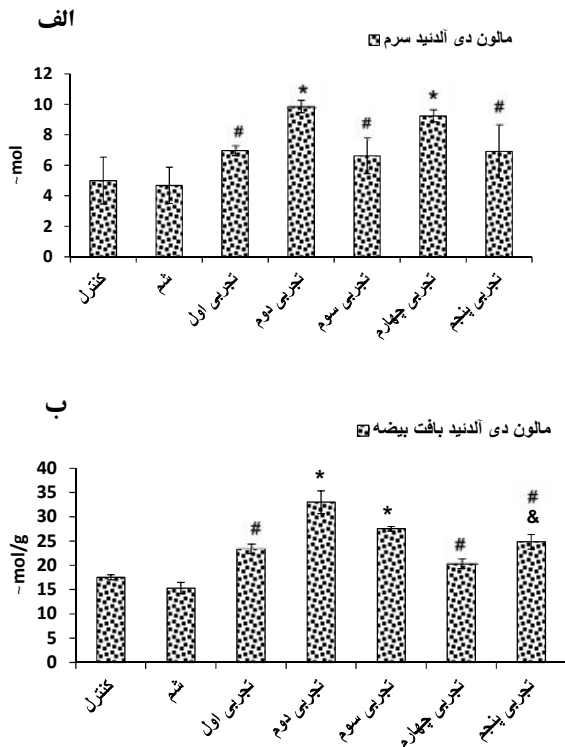 الف
مالون دی آلدئید سرم
12
10
8
6
4
2
0
~mol
# * # * #
کنترل شم تجربی اول تجربی دوم تجربی سوم تجربی چهارم تجربی پنجم
ب
مالون دی آلدئید بافت بیضه
40
35
30
25
20
15
10
5
0
~mol/g
# * * # #
&
کنترل شم تجربی اول تجربی دوم تجربی سوم تجربی چهارم تجربی پنجم